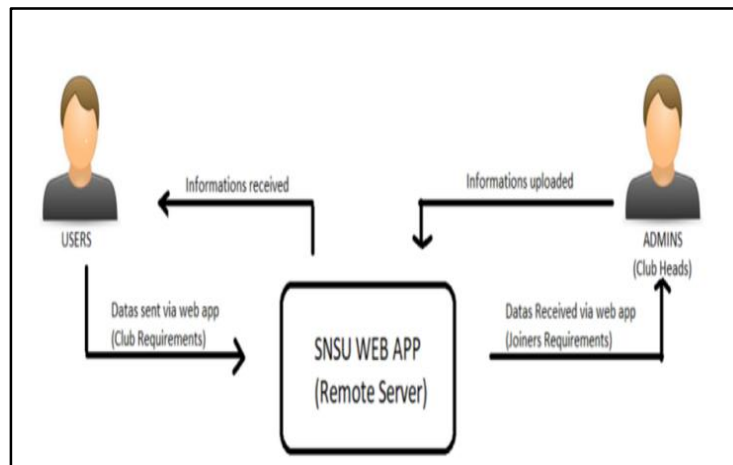 Informations received
Informations uploaded
USERS
ADMINS
(Club Heads)
Datas sent via web app
(Club Requirements)
SNSU WEB APP
(Remote Server)
Datas Received via web app
(Joiners Requirements)